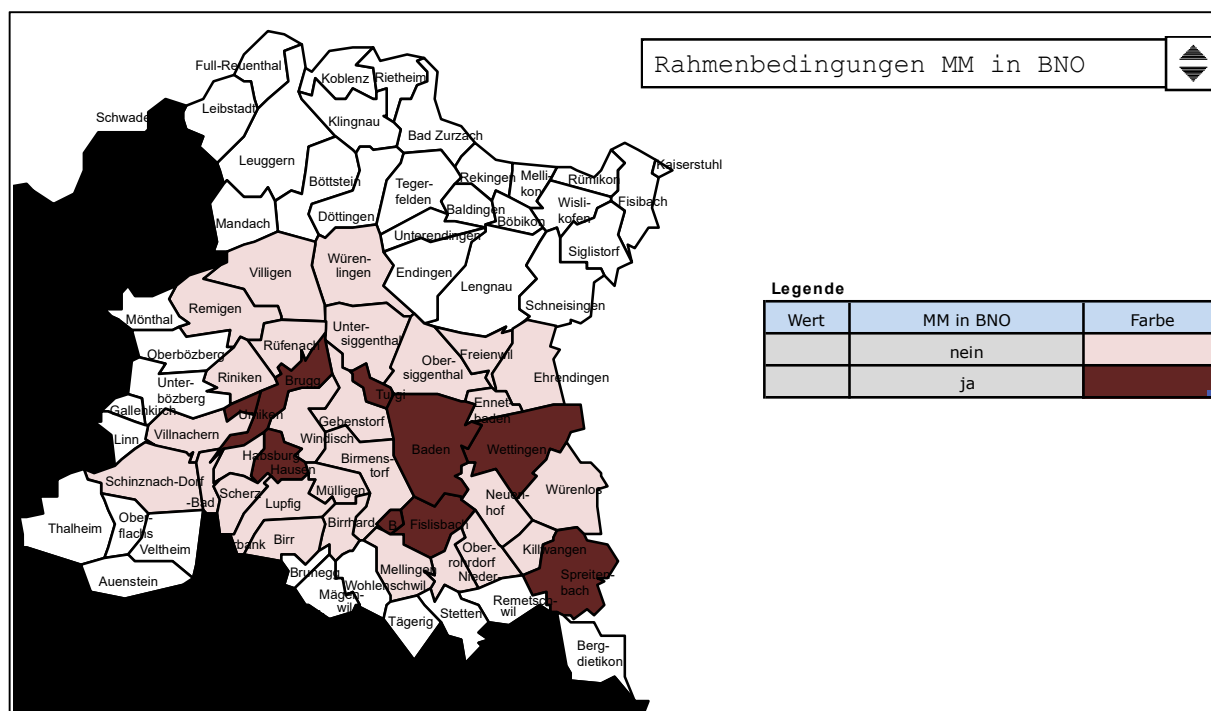 Rahmenbedingungen MM in BNO
Full-Reuenthal
Koblenz
Rietheim
Leibstadt
Schwade
Klingnau
Bad Zurzach
Leuggern
Kaiserstuhl
Rekingen
Melli-
kon
Rümikon
Böttstein
Teger-
felden
Wisli-
kofen
Fisibach
Baldingen
Böbikon
Mandach
Döttingen
Unterendingen
Siglistorf
Villigen
Würen-
lingen
Endingen
Lengnau
Schneisingen
Legende
Wert
MM in BNO
Farbe
nein
ja
Remigen
Mönthal
Unter-
siggenthal
Rüfenach
Oberbözberg
Ober-
siggenthal
Freienwil
Ehrendingen
Riniken
Brugg
Unter-
bözberg
Turgi
Ennet-
baden
Gallenkirch
Umiken
Gebenstorf
Linn
Villnachern
Windisch
Baden
Wettingen
Habsburg
Hausen
Birmens-
torf
Schinznach-Dorf
-Bad
Scherz
Mülligen
Neuen-
hof
Würenlos
Lupfig
Thalheim
Ober-
flachs
Birrhard
B.
Fislisbach
Veltheim
rbank
Birr
Ober-
rohrdorf
Nieder-
Killwangen
Auenstein
Brunegg
Mellingen
Spreiten-
bach
Mägen-
wil
Wohlenschwil
Remetsch-
wil
Tägerig
Stetten
Berg-
dietikon